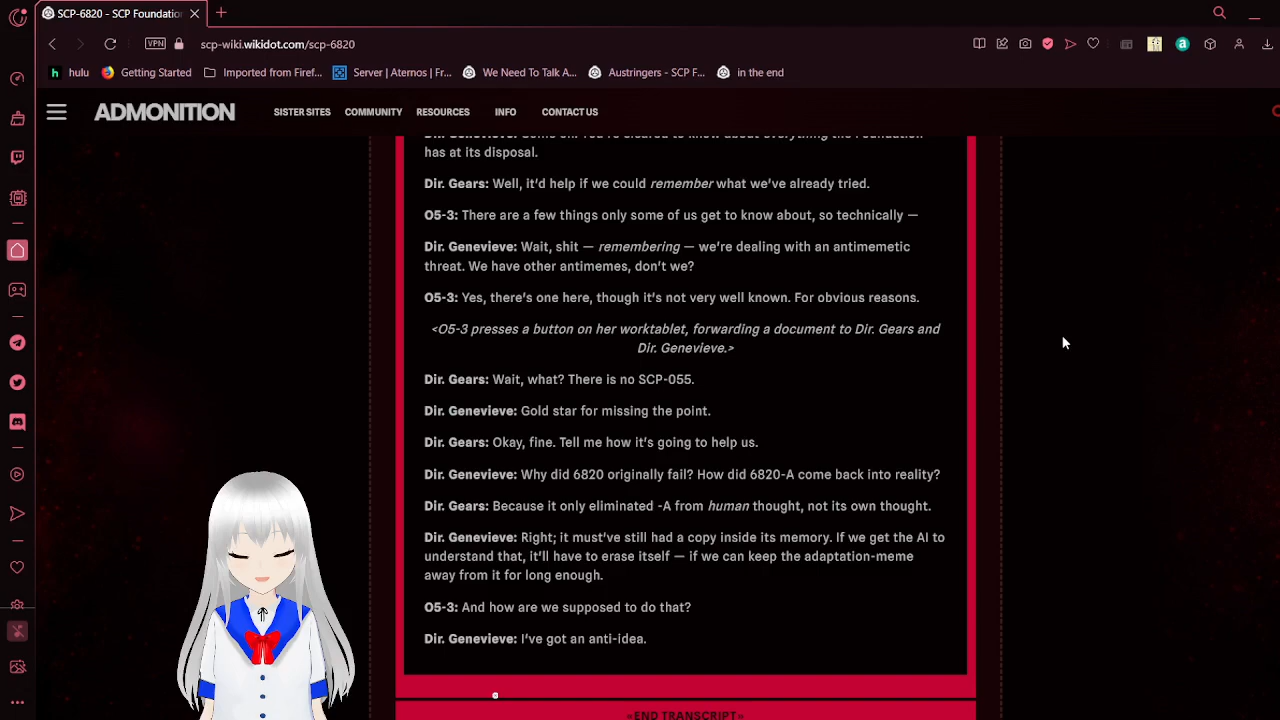 SCP-6820 - SCP Foundatio
VPN
scp-wiki.wikidot.com/scp-6820
hulu
Getting Started
Imported from Firef...
Server | Aternos | Fr...
We Need To Talk A...
Austringers - SCP F...
in the end
ADMONITION
SISTER SITES
COMMUNITY
RESOURCES
INFO
CONTACT US
has at its disposal.
Dir. Gears: Well, it'd help if we could remember what we've already tried.
O5-3: There are a few things only some of us get to know about, so technically —
Dir. Genevieve: Wait, shit — remembering — we're dealing with an antimemetic
threat. We have other antimemes, don't we?
O5-3: Yes, there's one here, though it's not very well known. For obvious reasons.
<O5-3 presses a button on her worktablet, forwarding a document to Dir. Gears and
Dir. Genevieve.>
Dir. Gears: Wait, what? There is no SCP-055.
Dir. Genevieve: Gold star for missing the point.
Dir. Gears: Okay, fine. Tell me how it's going to help us.
Dir. Genevieve: Why did 6820 originally fail? How did 6820-A come back into reality?
Dir. Gears: Because it only eliminated -A from human thought, not its own thought.
Dir. Genevieve: Right; it must've still had a copy inside its memory. If we get the AI to
understand that, it'll have to erase itself — if we can keep the adaptation-meme
away from it for long enough.
O5-3: And how are we supposed to do that?
Dir. Genevieve: I've got an anti-idea.
«END TRANSCRIPT»